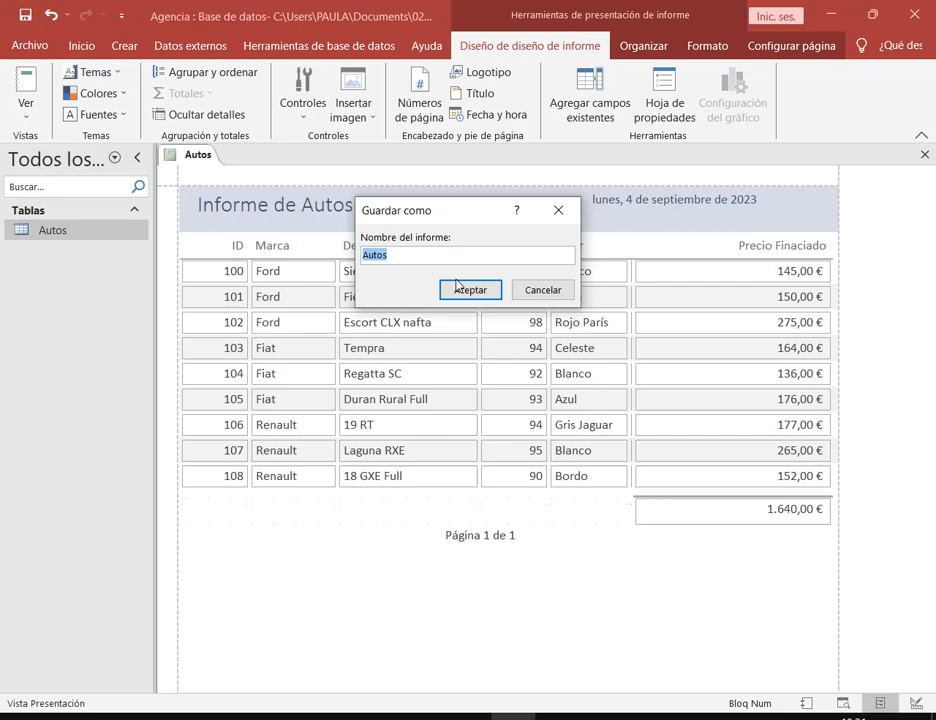 Agencia : Base de datos- C:\Users\PAULA\Documents\02...
Herramientas de presentación de informe
Inic. ses.
Archivo
Inicio
Crear
Datos externos
Herramientas de base de datos
Ayuda
Diseño de diseño de informe
Organizar
Formato
Configurar página
¿Qué des
Ver
Vistas
Temas
Colores
Fuentes
Temas
Agrupar y ordenar
Totales
Ocultar detalles
Agrupación y totales
Controles
Insertar imagen
Controles
Números de página
Logotipo
Título
Fecha y hora
Encabezado y pie de página
Agregar campos existentes
Hoja de propiedades
Configuración del gráfico
Herramientas
Todos los...
Buscar...
Tablas
Autos
Autos
Informe de Autos
lunes, 4 de septiembre de 2023
Guardar como
?
Nombre del informe:
Autos
Aceptar
Cancelar
ID Marca Precio Finaciado
100 Ford 145,00 €
101 Ford 150,00 €
102 Ford Escort CLX nafta 98 Rojo París 275,00 €
103 Fiat Tempra 94 Celeste 164,00 €
104 Fiat Regatta SC 92 Blanco 136,00 €
105 Fiat Duran Rural Full 93 Azul 176,00 €
106 Renault 19 RT 94 Gris Jaguar 177,00 €
107 Renault Laguna RXE 95 Blanco 265,00 €
108 Renault 18 GXE Full 90 Bordo 152,00 €
1.640,00 €
Página 1 de 1
Vista Presentación
Bloq Num